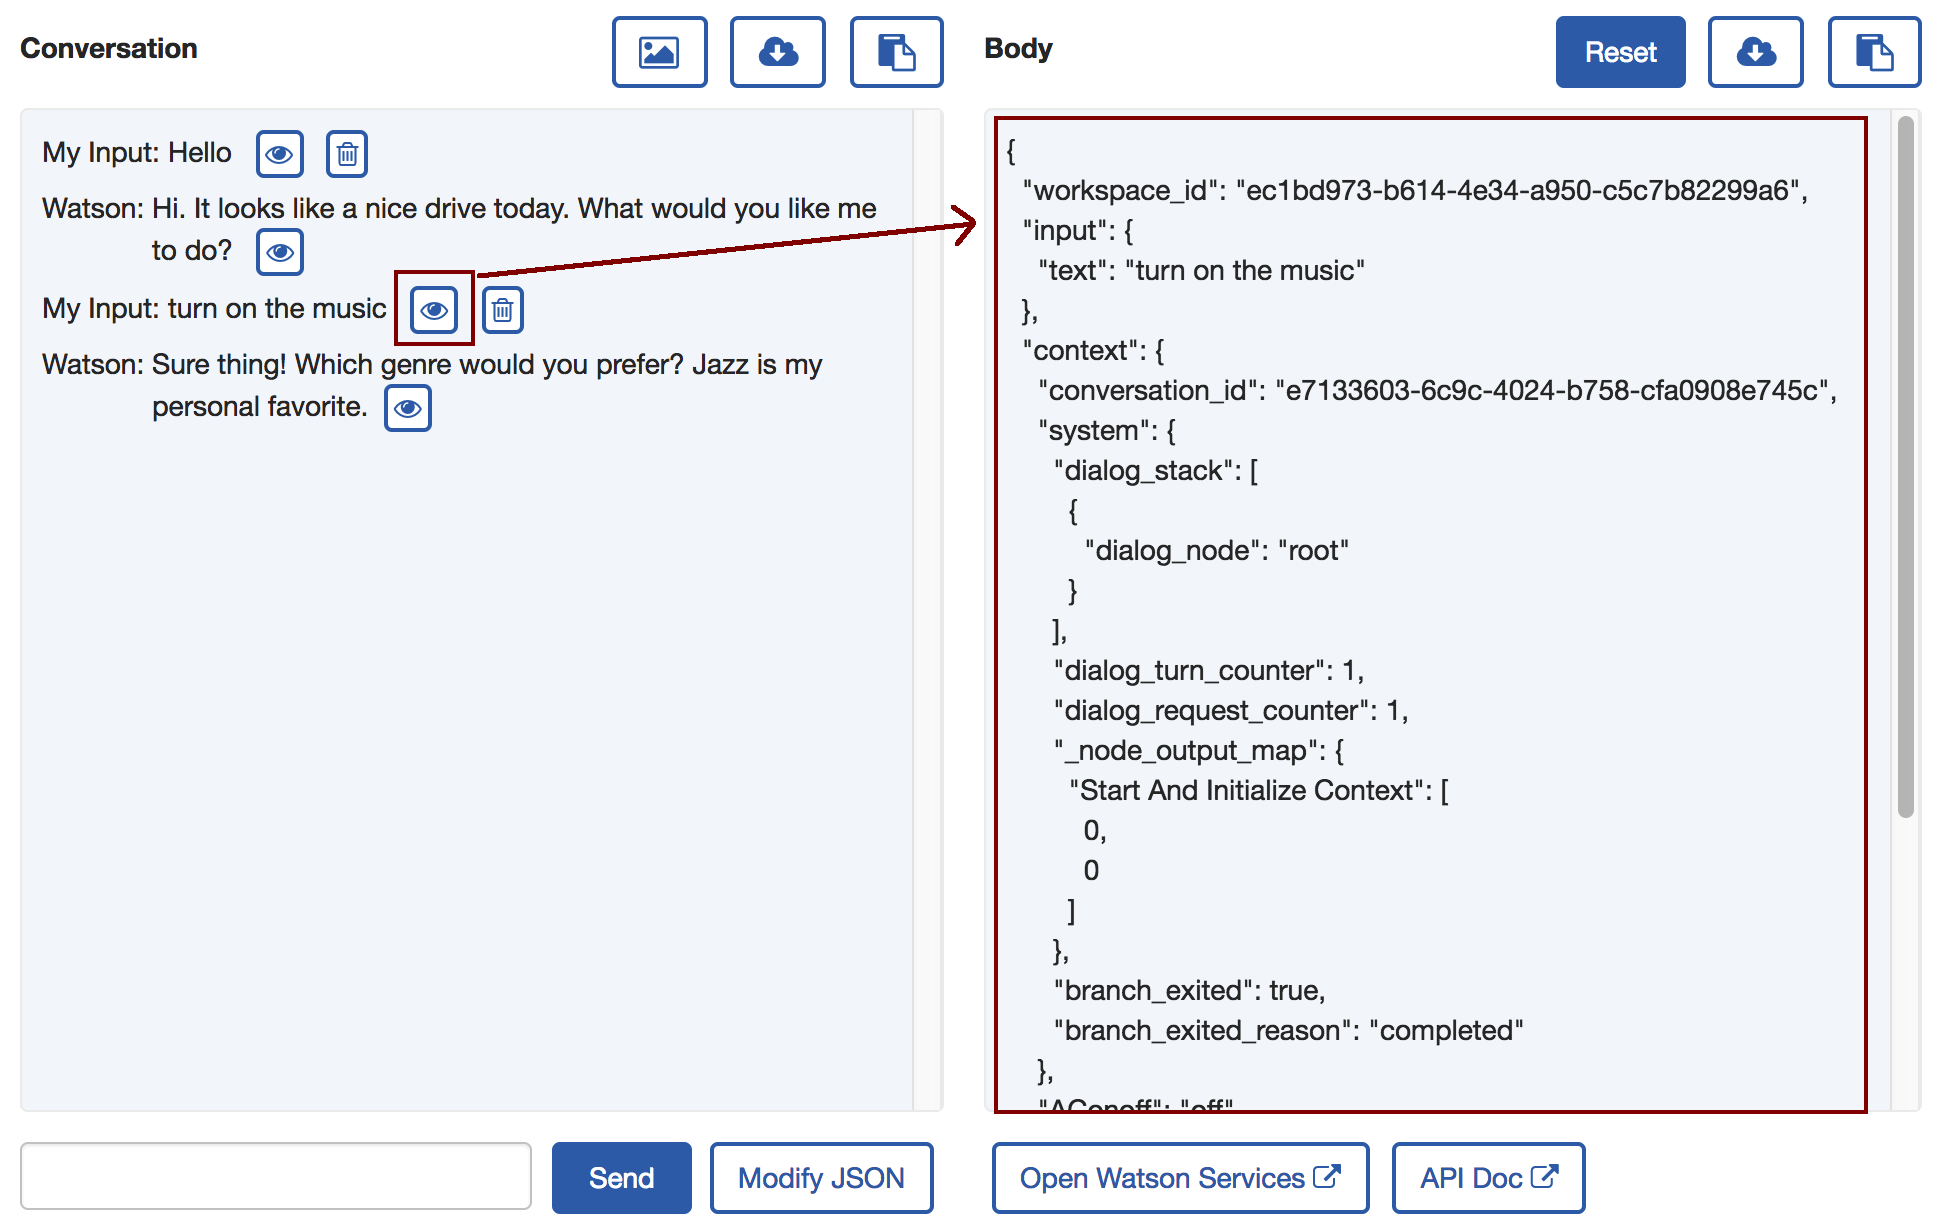 Conversation
My Input: Hello
Watson: Hi. It looks like a nice drive today. What would you like me
to do?
My Input: turn on the music
Watson: Sure thing! Which genre would you prefer? Jazz is my
personal favorite.
Send
Modify JSON
Body
Reset
{
"workspace_id": "ec1bd973-b614-4e34-a950-c5c7b82299a6",
"input": {
"text": "turn on the music"
},
"context": {
"conversation_id": "e7133603-6c9c-4024-b758-cfa0908e745c",
"system": {
"dialog_stack": [
{
"dialog_node": "root"
}
],
"dialog_turn_counter": 1,
"dialog_request_counter": 1,
"_node_output_map": {
"Start And Initialize Context": [
0,
0
]
},
"branch_exited": true,
"branch_exited_reason": "completed"
},
"AConoff": "off"
Open Watson Services
API Doc